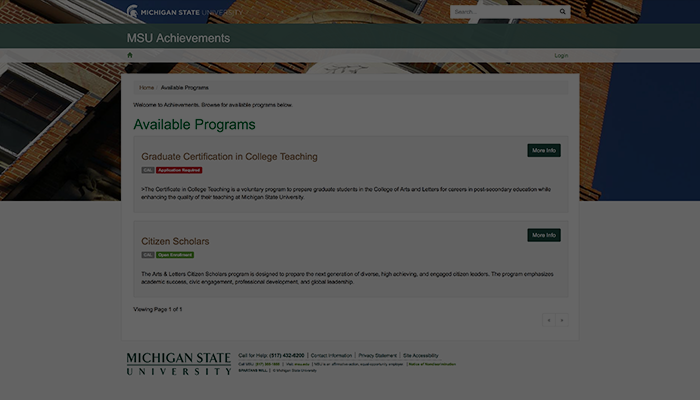 MICHIGAN STATE UNIVERSITY
Search...
MSU Achievements
Login
Home Available Programs
Welcome to Achievements. Browse for available programs below.
Available Programs
Graduate Certification in College Teaching
More Info
CAL Application Required
>The Certificate in College Teaching is a voluntary program to prepare graduate students in the College of Arts and Letters for careers in post-secondary education while
enhancing the quality of their teaching at Michigan State University.
Citizen Scholars
More Info
CAL Open Enrollment
The Arts & Letters Citizen Scholars program is designed to prepare the next generation of diverse, high achieving, and engaged citizen leaders. The program emphasizes
academic success, civic engagement, professional development, and global leadership.
Viewing Page 1 of 1
« »
MICHIGAN STATE
UNIVERSITY
Call for Help: (517) 432-6200 | Contact Information | Privacy Statement | Site Accessibility
Call MSU: (517) 355-1855 | Visit: msu.edu | MSU is an affirmative-action, equal-opportunity employer. | Notice of Nondiscrimination
SPARTANS WILL. | © Michigan State University